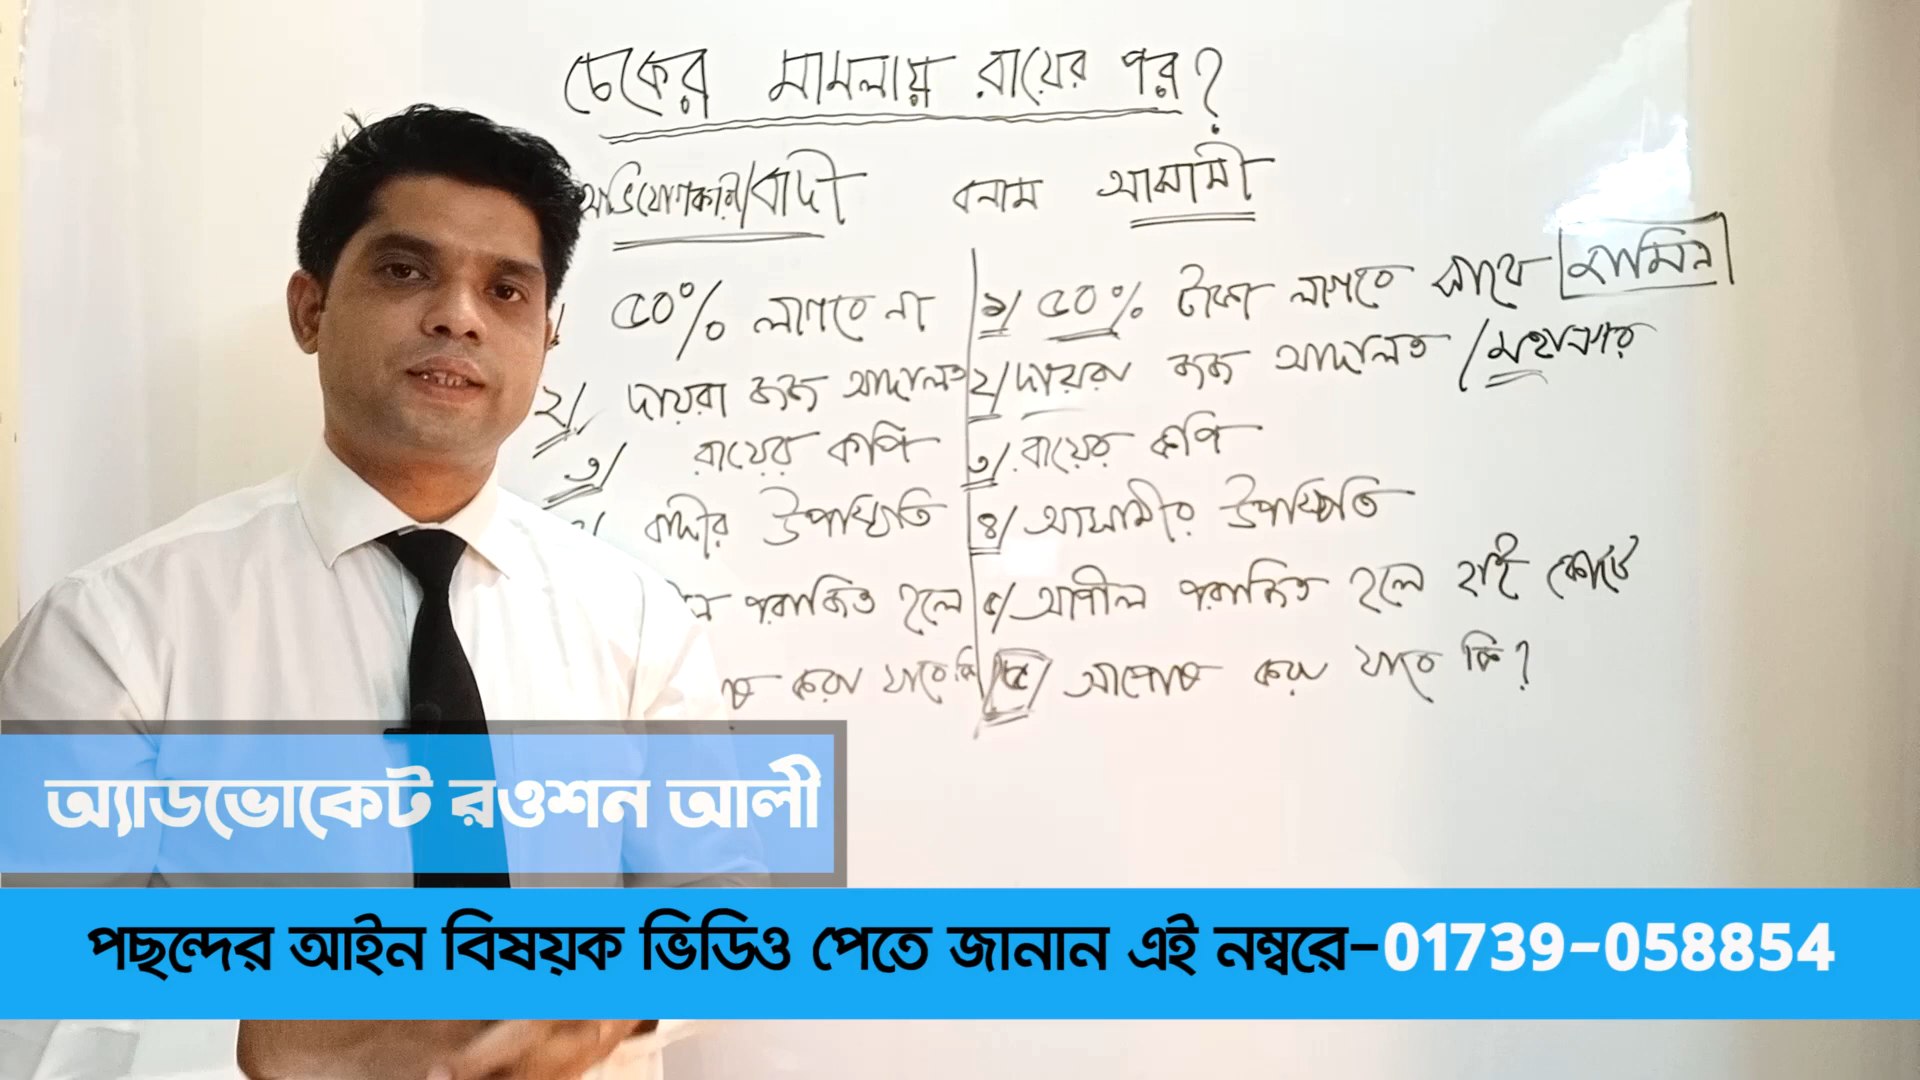 চেকের মামলায় রায়ের পর?
অভিযোগকারী/বাদী বনাম আসামী
৫০% লাগবে না
২/ দায়রা জজ আদালত
৩/ রায়ের কপি
বাদীর উপস্থিতি
পরাজিত হলে
করা যাবে কি
১/ ৫০% টাকা লাগবে সাথে জামিন
২/ দায়রা জজ আদালত / মহানগর
৩/ রায়ের কপি
৪/ আসামীর উপস্থিতি
৫/ আপীল পরাজিত হলে হাই কোর্টে
আপোষ করা যাবে কি?
অ্যাডভোকেট রওশন আলী
পছন্দের আইন বিষয়ক ভিডিও পেতে জানান এই নম্বরে-01739-058854